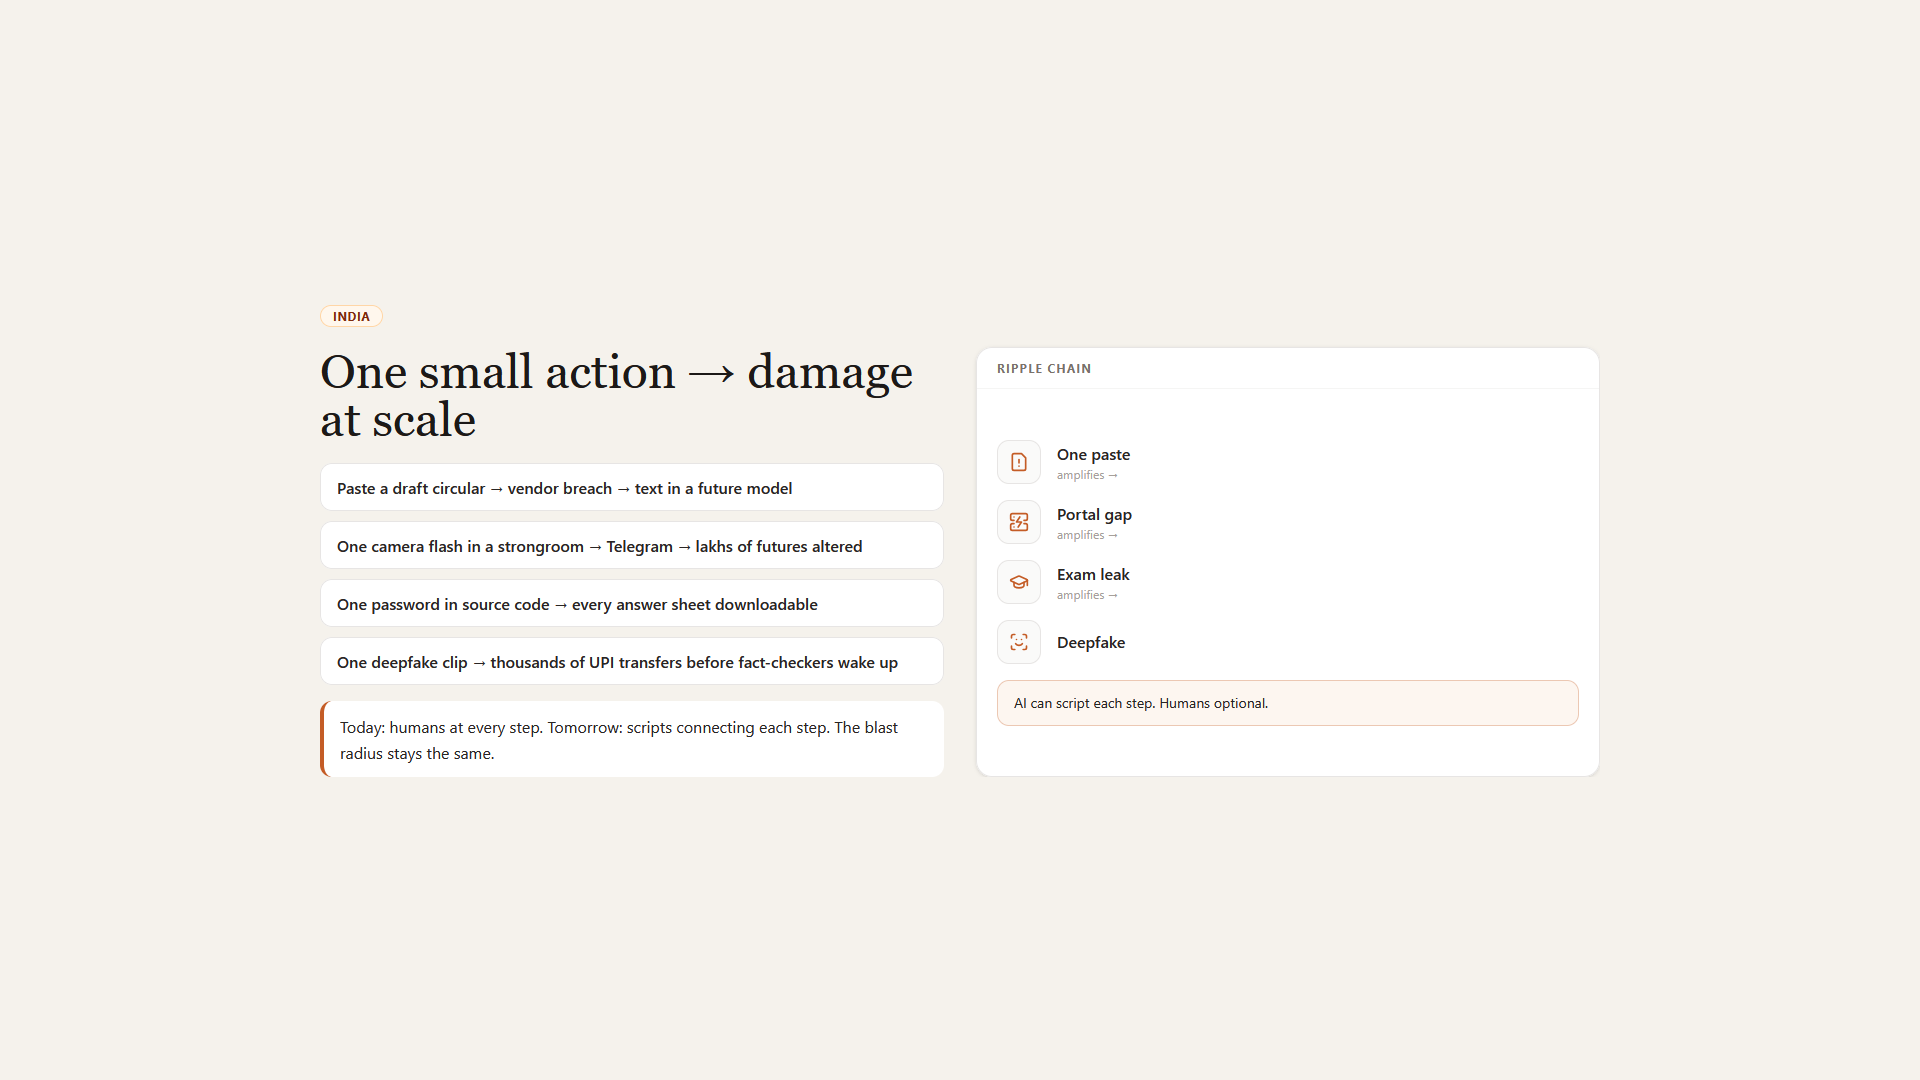 INDIA
One small action → damage
at scale
Paste a draft circular → vendor breach → text in a future model
One camera flash in a strongroom → Telegram → lakhs of futures altered
One password in source code → every answer sheet downloadable
One deepfake clip → thousands of UPI transfers before fact-checkers wake up
Today: humans at every step. Tomorrow: scripts connecting each step. The blast
radius stays the same.
RIPPLE CHAIN
One paste
amplifies →
Portal gap
amplifies →
Exam leak
amplifies →
Deepfake
AI can script each step. Humans optional.